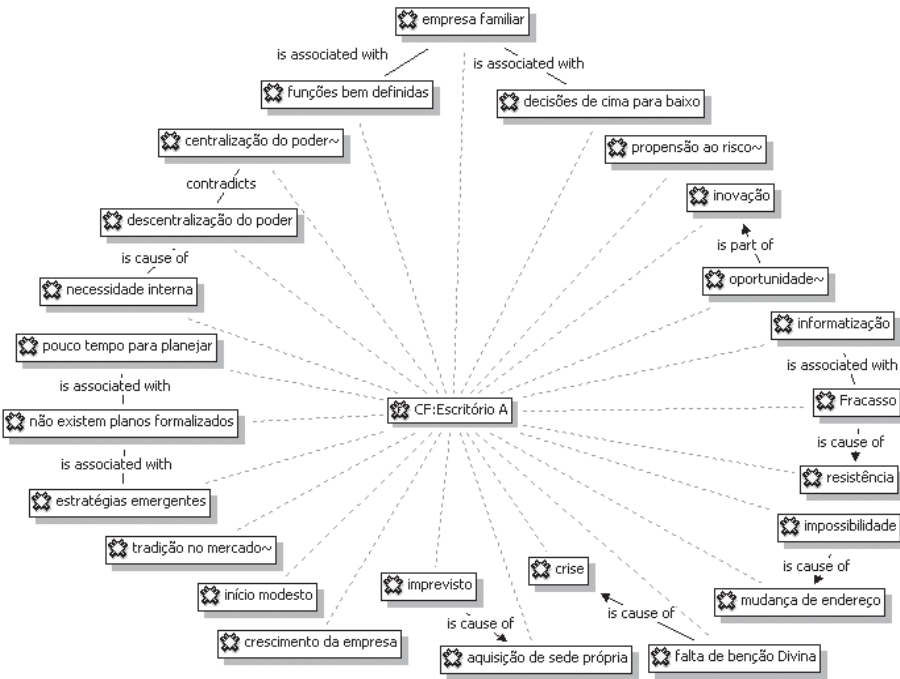 empresa familiar
is associated with
is associated with
funções bem definidas
decisões de cima para baixo
centralização do poder~
propensão ao risco~
contradicts
inovação
descentralização do poder
is part of
is cause of
oportunidade~
necessidade interna
informatização
pouco tempo para planejar
is associated with
is associated with
Fracasso
CF:Escritório A
não existem planos formalizados
is cause of
is associated with
resistência
estratégias emergentes
impossibilidade
tradição no mercado~
is cause of
crise
imprevisto
início modesto
mudança de endereço
is cause of
is cause of
crescimento da empresa
aquisição de sede própria
falta de benção Divina